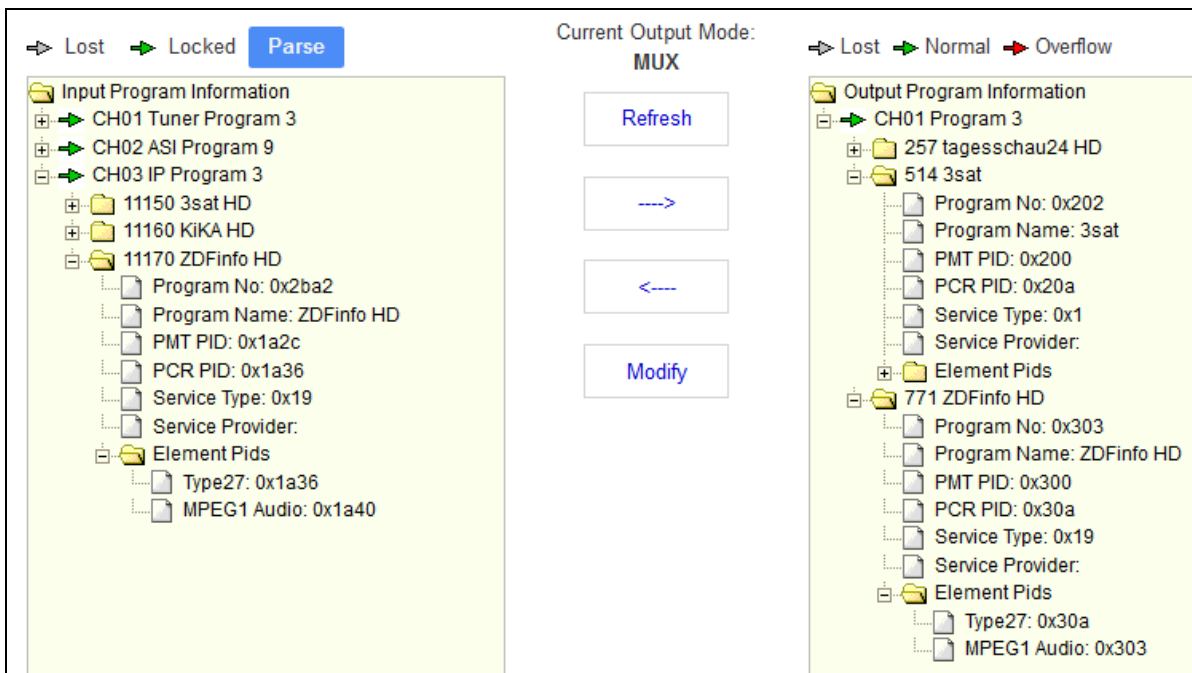 Lost Locked Parse
Input Program Information
CH01 Tuner Program 3
CH02 ASI Program 9
CH03 IP Program 3
11150 3sat HD
11160 KiKA HD
11170 ZDFinfo HD
Program No: 0x2ba2
Program Name: ZDFinfo HD
PMT PID: 0x1a2c
PCR PID: 0x1a36
Service Type: 0x19
Service Provider:
Element Pids
Type27: 0x1a36
MPEG1 Audio: 0x1a40
Current Output Mode:
MUX
Refresh
---->
<----
Modify
Lost Normal Overflow
Output Program Information
CH01 Program 3
257 tagesschau24 HD
514 3sat
Program No: 0x202
Program Name: 3sat
PMT PID: 0x200
PCR PID: 0x20a
Service Type: 0x1
Service Provider:
Element Pids
771 ZDFinfo HD
Program No: 0x303
Program Name: ZDFinfo HD
PMT PID: 0x300
PCR PID: 0x30a
Service Type: 0x19
Service Provider:
Element Pids
Type27: 0x30a
MPEG1 Audio: 0x303